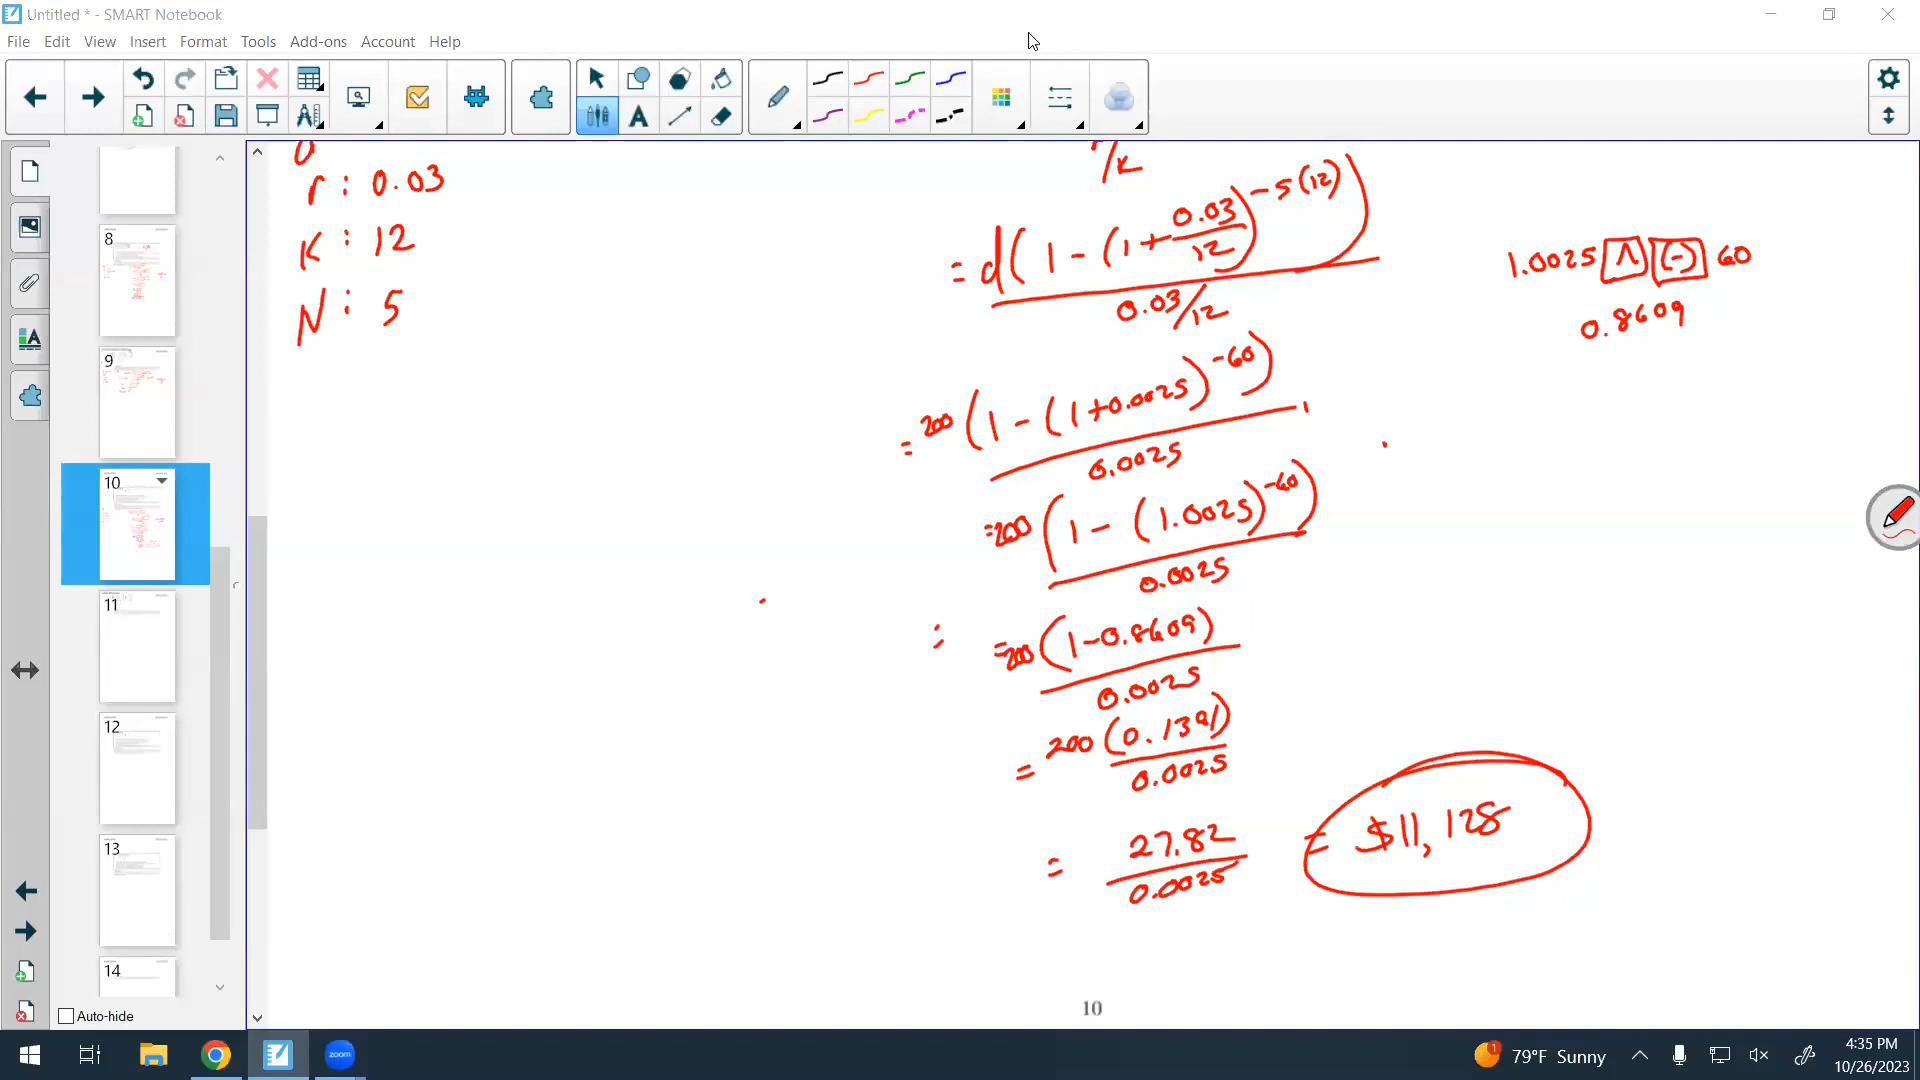 Untitled * - SMART Notebook
File Edit View Insert Format Tools Add-ons Account Help
8
9
10
11
12
13
14
Auto-hide
r : 0.03
K : 12
N : 5
/K
= d(1 - (1 + 0.03/12)^-5(12))
0.03/12
1.0025 ^ (-) 60
0.8609
= 200 (1 - (1+0.0025)^-60)
0.0025
= 200 (1 - (1.0025)^-60)
0.0025
= = 200 (1-0.8609)
0.0025
= 200 (0.1391)
0.0025
= 27.82 = $11,128
0.0025
10
zoom
1
79°F Sunny
4:35 PM
10/26/2023